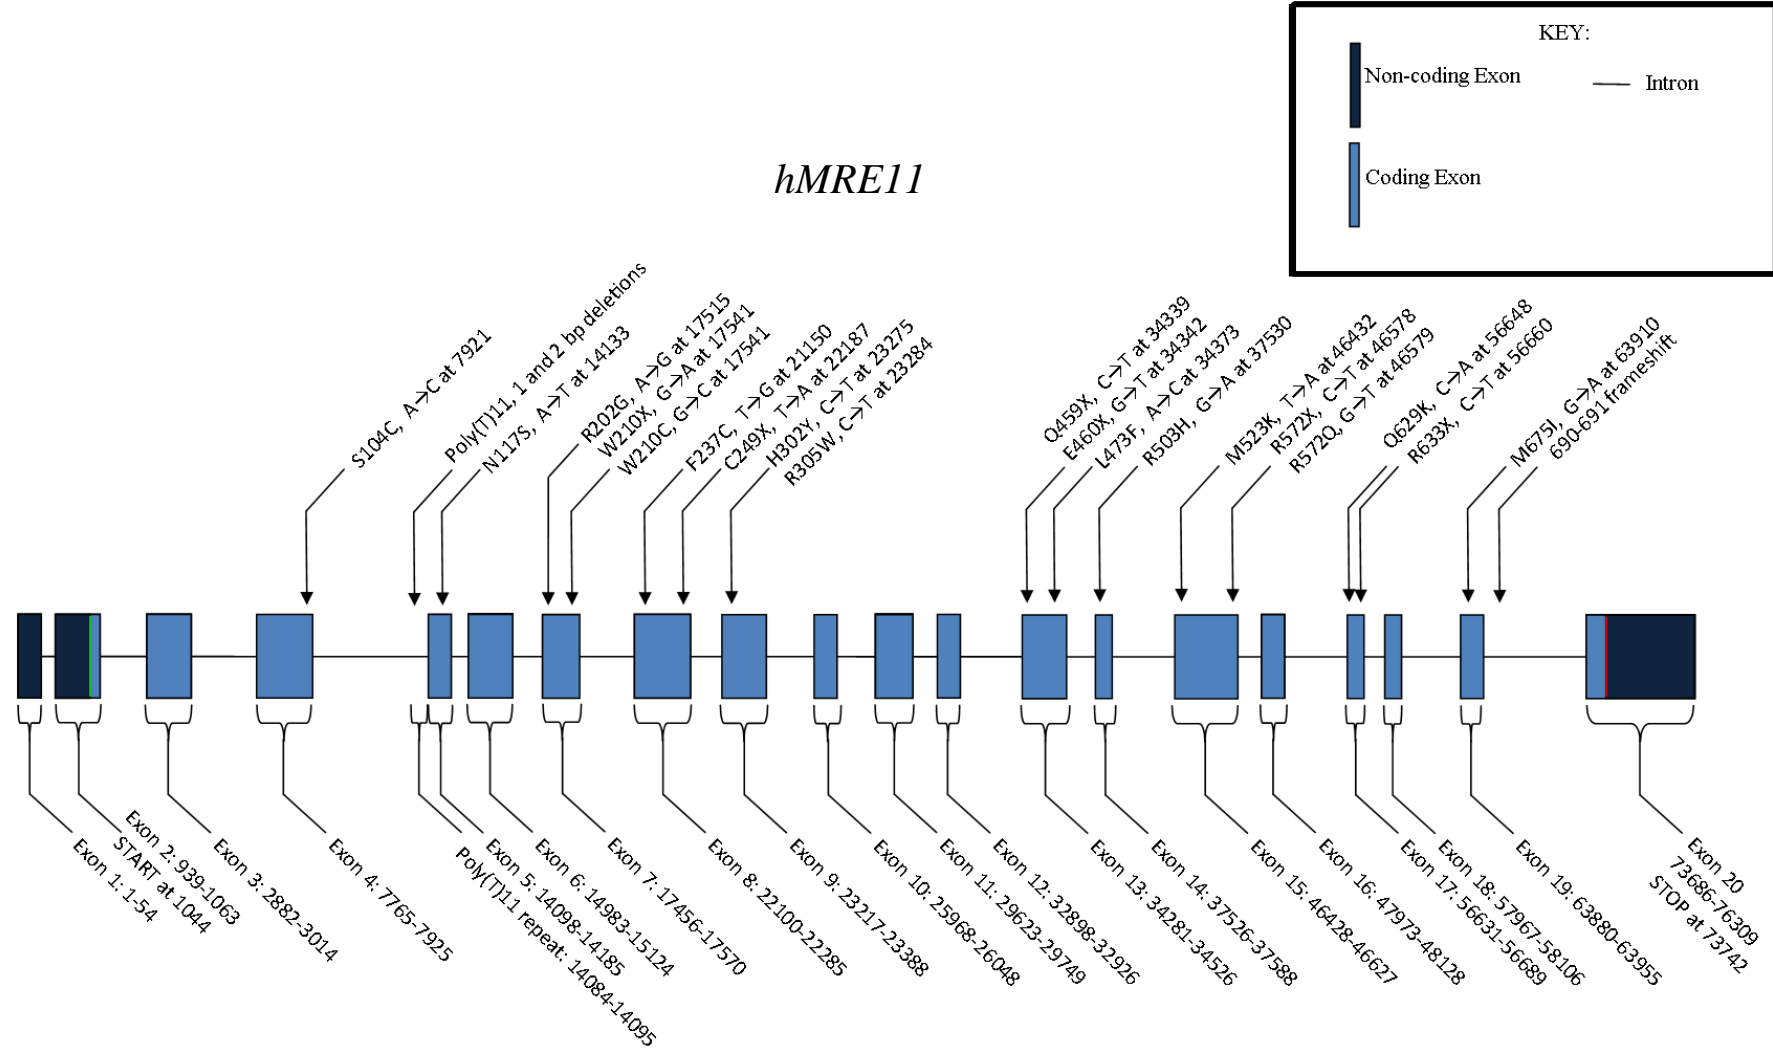 KEY:
Non-coding Exon
Intron
Coding Exon
hMRE11
S104C, A→C at 7921
Poly(T)11, 1 and 2 bp deletions
N117S, A→T at 14133
R202G, A→G at 17515
W210X, G→A at 17541
W210C, G→C at 17541
F237C, T→G at 21150
C249X, T→A at 22187
H302Y, C→T at 23275
R305W, C→T at 23284
Q459X, C→T at 34339
E460X, G→T at 34342
L473F, A→C at 34373
R503H, G→A at 37530
M523K, T→A at 46432
R572X, C→T at 46578
R572Q, G→T at 46579
Q629K, C→A at 56648
R633X, C→T at 56660
M675I, G→A at 63910
690-691 frameshift
Exon 1: 1-54
Exon 2: 939-1063
START at 1044
Exon 3: 2882-3014
Exon 4: 7765-7925
Poly(T)11 repeat: 14084-14095
Exon 5: 14098-14185
Exon 6: 14983-15124
Exon 7: 17456-17570
Exon 8: 22100-22285
Exon 9: 23217-23388
Exon 10: 25968-26048
Exon 11: 29623-29749
Exon 12: 32898-32926
Exon 13: 34281-34526
Exon 14: 37526-37588
Exon 15: 46428-46627
Exon 16: 47973-48128
Exon 17: 56631-56689
Exon 18: 57967-58106
Exon 19: 63880-63955
Exon 20
73686-76309
STOP at 73742